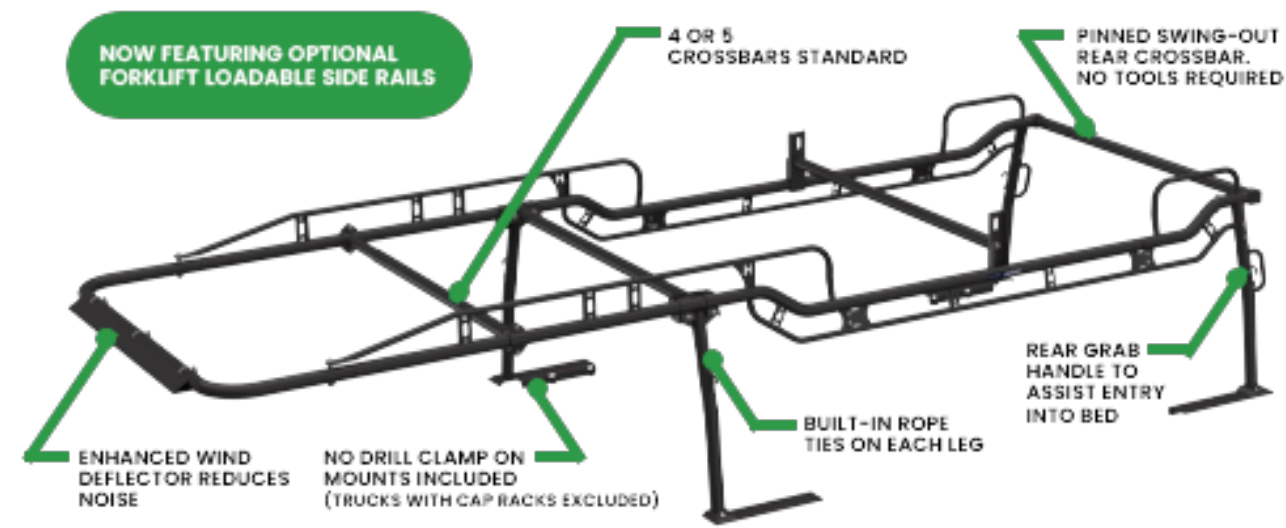 NOW FEATURING OPTIONAL
FORKLIFT LOADABLE SIDE RAILS
4 OR 5
CROSSBARS STANDARD
PINNED SWING-OUT
REAR CROSSBAR.
NO TOOLS REQUIRED
REAR GRAB
HANDLE TO
ASSIST ENTRY
INTO BED
BUILT-IN ROPE
TIES ON EACH LEG
ENHANCED WIND
DEFLECTOR REDUCES
NOISE
NO DRILL CLAMP ON
MOUNTS INCLUDED
(TRUCKS WITH CAP RACKS EXCLUDED)